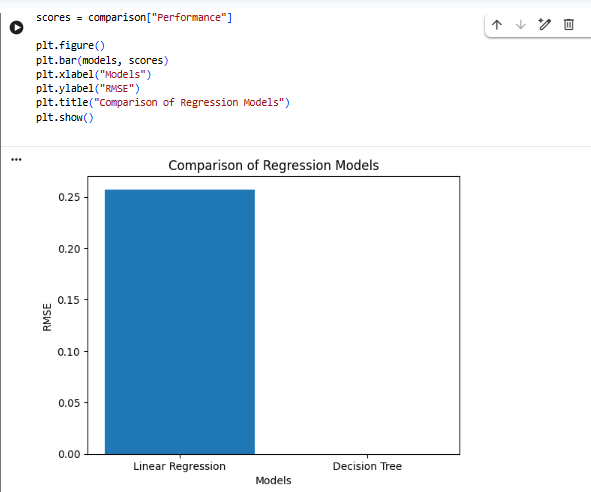 scores = comparison["Performance"]
plt.figure()
plt.bar(models, scores)
plt.xlabel("Models")
plt.ylabel("RMSE")
plt.title("Comparison of Regression Models")
plt.show()
Comparison of Regression Models
0.25
0.20
0.15
0.10
0.05
0.00
RMSE
Linear Regression
Decision Tree
Models